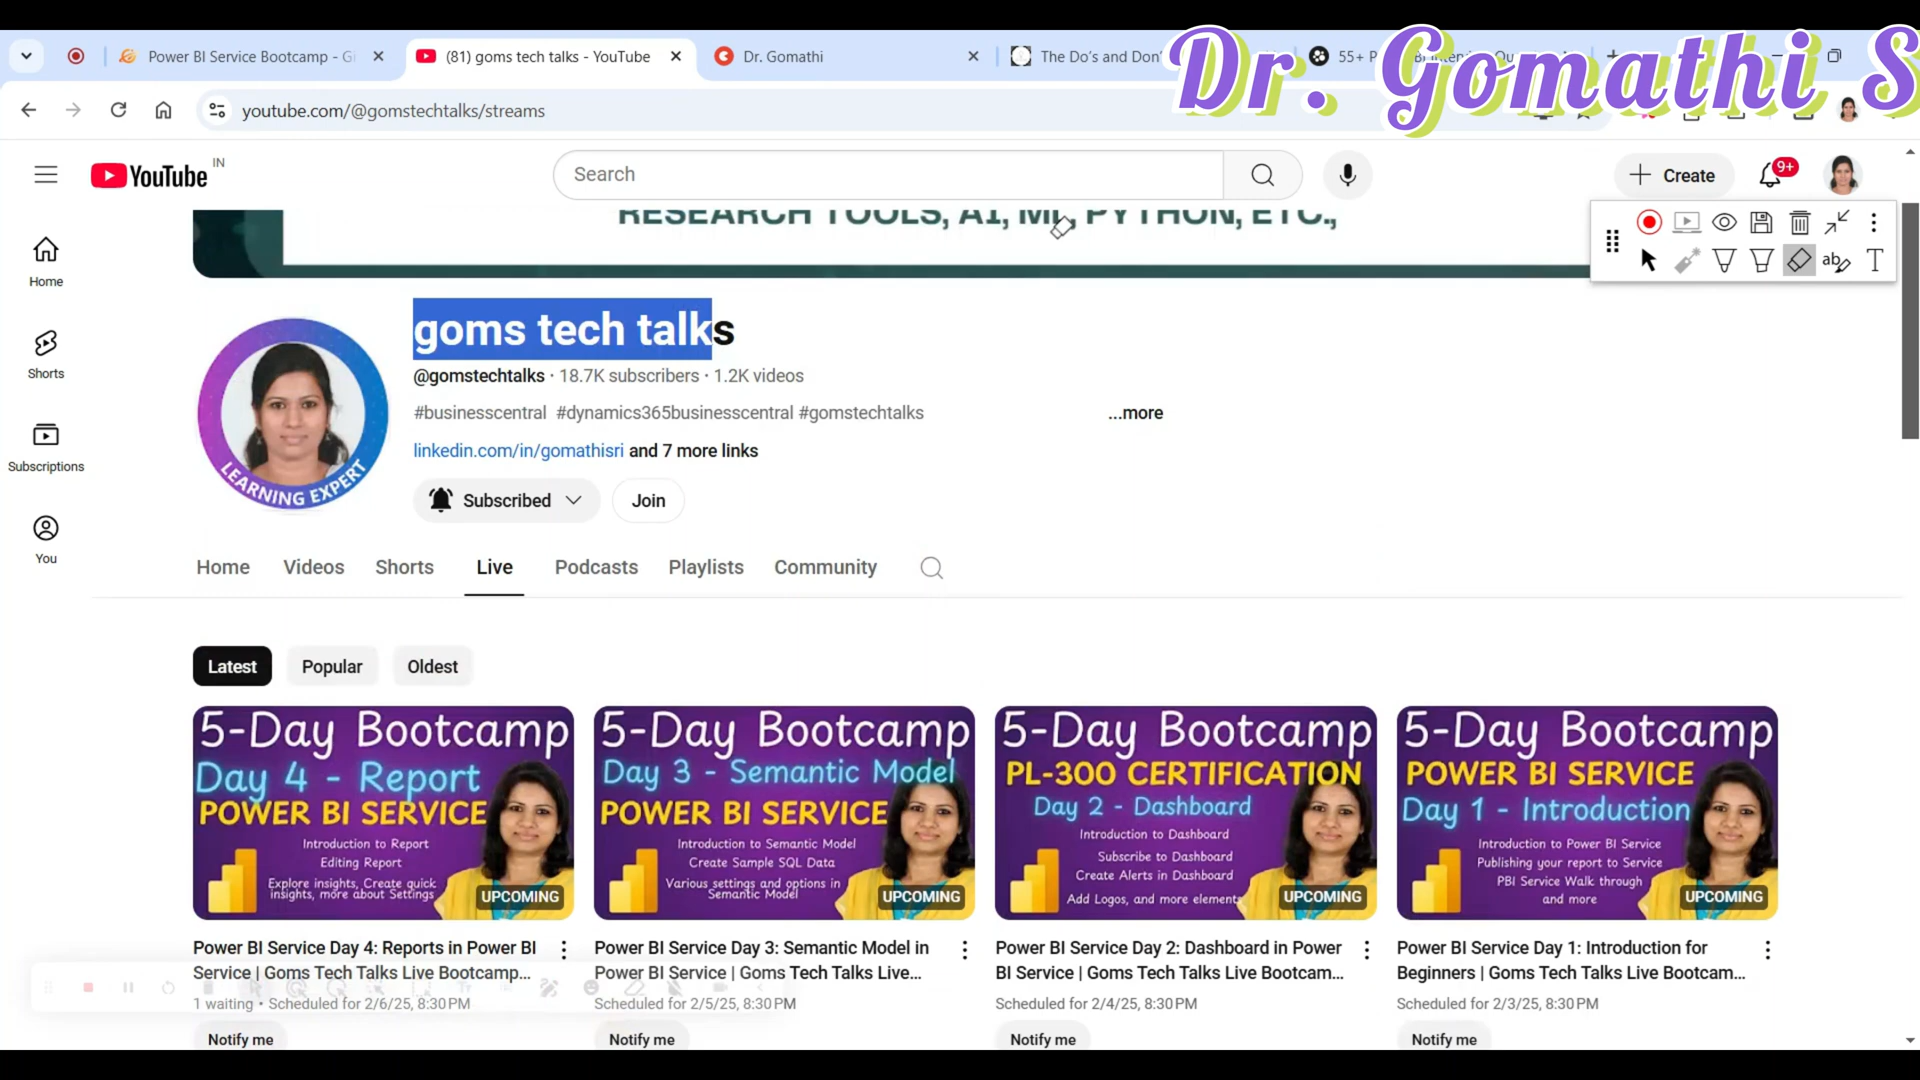 Power BI Service Bootcamp - G
(81) goms tech talks - YouTube
Dr. Gomathi
The Do's and Don'
55+ P
Dr. Gomathi S
youtube.com/@gomstechtalks/streams
YouTube
IN
Search
Create
9+
RESEARCH TOOLS, AI, ML, PYTHON, ETC.,
Home
Shorts
Subscriptions
You
goms tech talks
@gomstechtalks · 18.7K subscribers · 1.2K videos
#businesscentral #dynamics365businesscentral #gomstechtalks ...more
linkedin.com/in/gomathisri and 7 more links
Subscribed
Join
LEARNING EXPERT
Home Videos Shorts Live Podcasts Playlists Community
Latest Popular Oldest
5-Day Bootcamp
Day 4 - Report
POWER BI SERVICE
Introduction to Report
Editing Report
Explore insights, Create quick
insights, more about Settings
UPCOMING
5-Day Bootcamp
Day 3 - Semantic Model
POWER BI SERVICE
Introduction to Semantic Model
Create Sample SQL Data
Various settings and options in
Semantic Model
UPCOMING
5-Day Bootcamp
PL-300 CERTIFICATION
Day 2 - Dashboard
Introduction to Dashboard
Subscribe to Dashboard
Create Alerts in Dashboard
Add Logos, and more elements
UPCOMING
5-Day Bootcamp
POWER BI SERVICE
Day 1 - Introduction
Introduction to Power BI Service
Publishing your report to Service
PBI Service Walk through
and more
UPCOMING
Power BI Service Day 4: Reports in Power BI
Service | Goms Tech Talks Live Bootcamp...
1 waiting · Scheduled for 2/6/25, 8:30 PM
Notify me
Power BI Service Day 3: Semantic Model in
Power BI Service | Goms Tech Talks Live...
Scheduled for 2/5/25, 8:30 PM
Notify me
Power BI Service Day 2: Dashboard in Power
BI Service | Goms Tech Talks Live Bootcam...
Scheduled for 2/4/25, 8:30 PM
Notify me
Power BI Service Day 1: Introduction for
Beginners | Goms Tech Talks Live Bootcam...
Scheduled for 2/3/25, 8:30 PM
Notify me